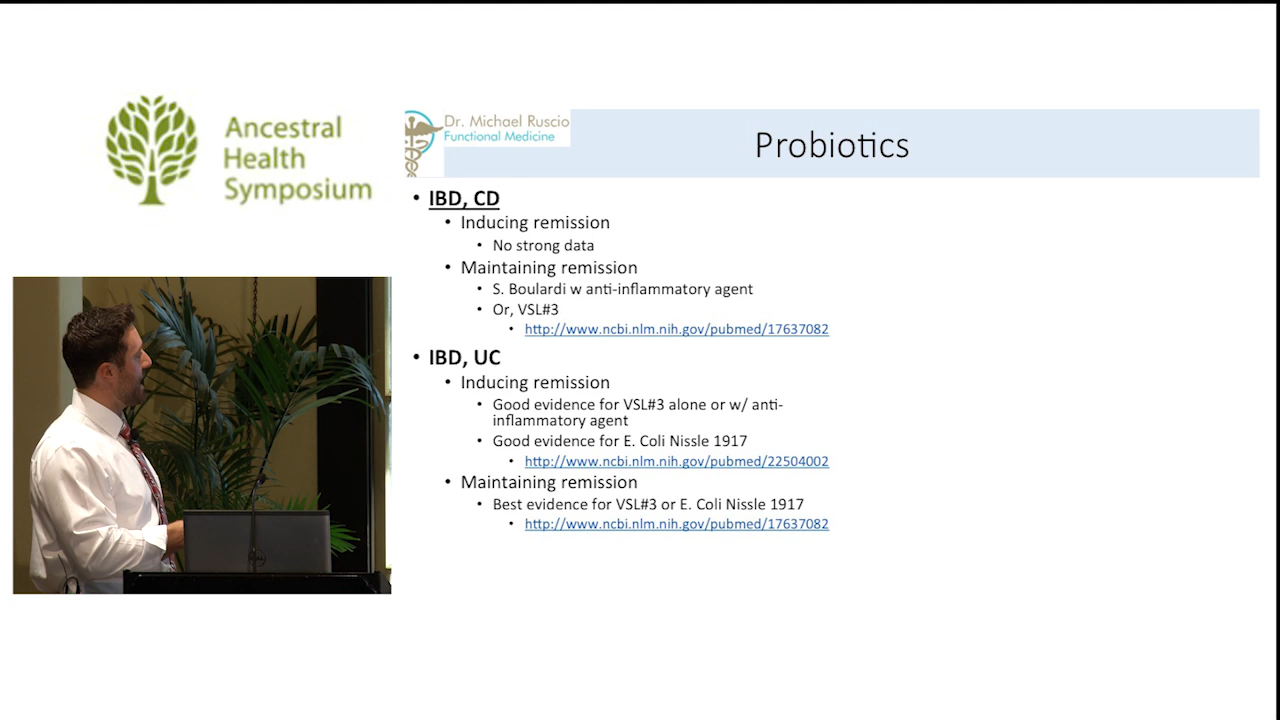 Ancestral
Health
Symposium
Dr. Michael Ruscio
Functional Medicine
Probiotics
• IBD, CD
• Inducing remission
• No strong data
• Maintaining remission
• S. Boulardi w anti-inflammatory agent
• Or, VSL#3
• http://www.ncbi.nlm.nih.gov/pubmed/17637082
• IBD, UC
• Inducing remission
• Good evidence for VSL#3 alone or w/ anti-
inflammatory agent
• Good evidence for E. Coli Nissle 1917
• http://www.ncbi.nlm.nih.gov/pubmed/22504002
• Maintaining remission
• Best evidence for VSL#3 or E. Coli Nissle 1917
• http://www.ncbi.nlm.nih.gov/pubmed/17637082